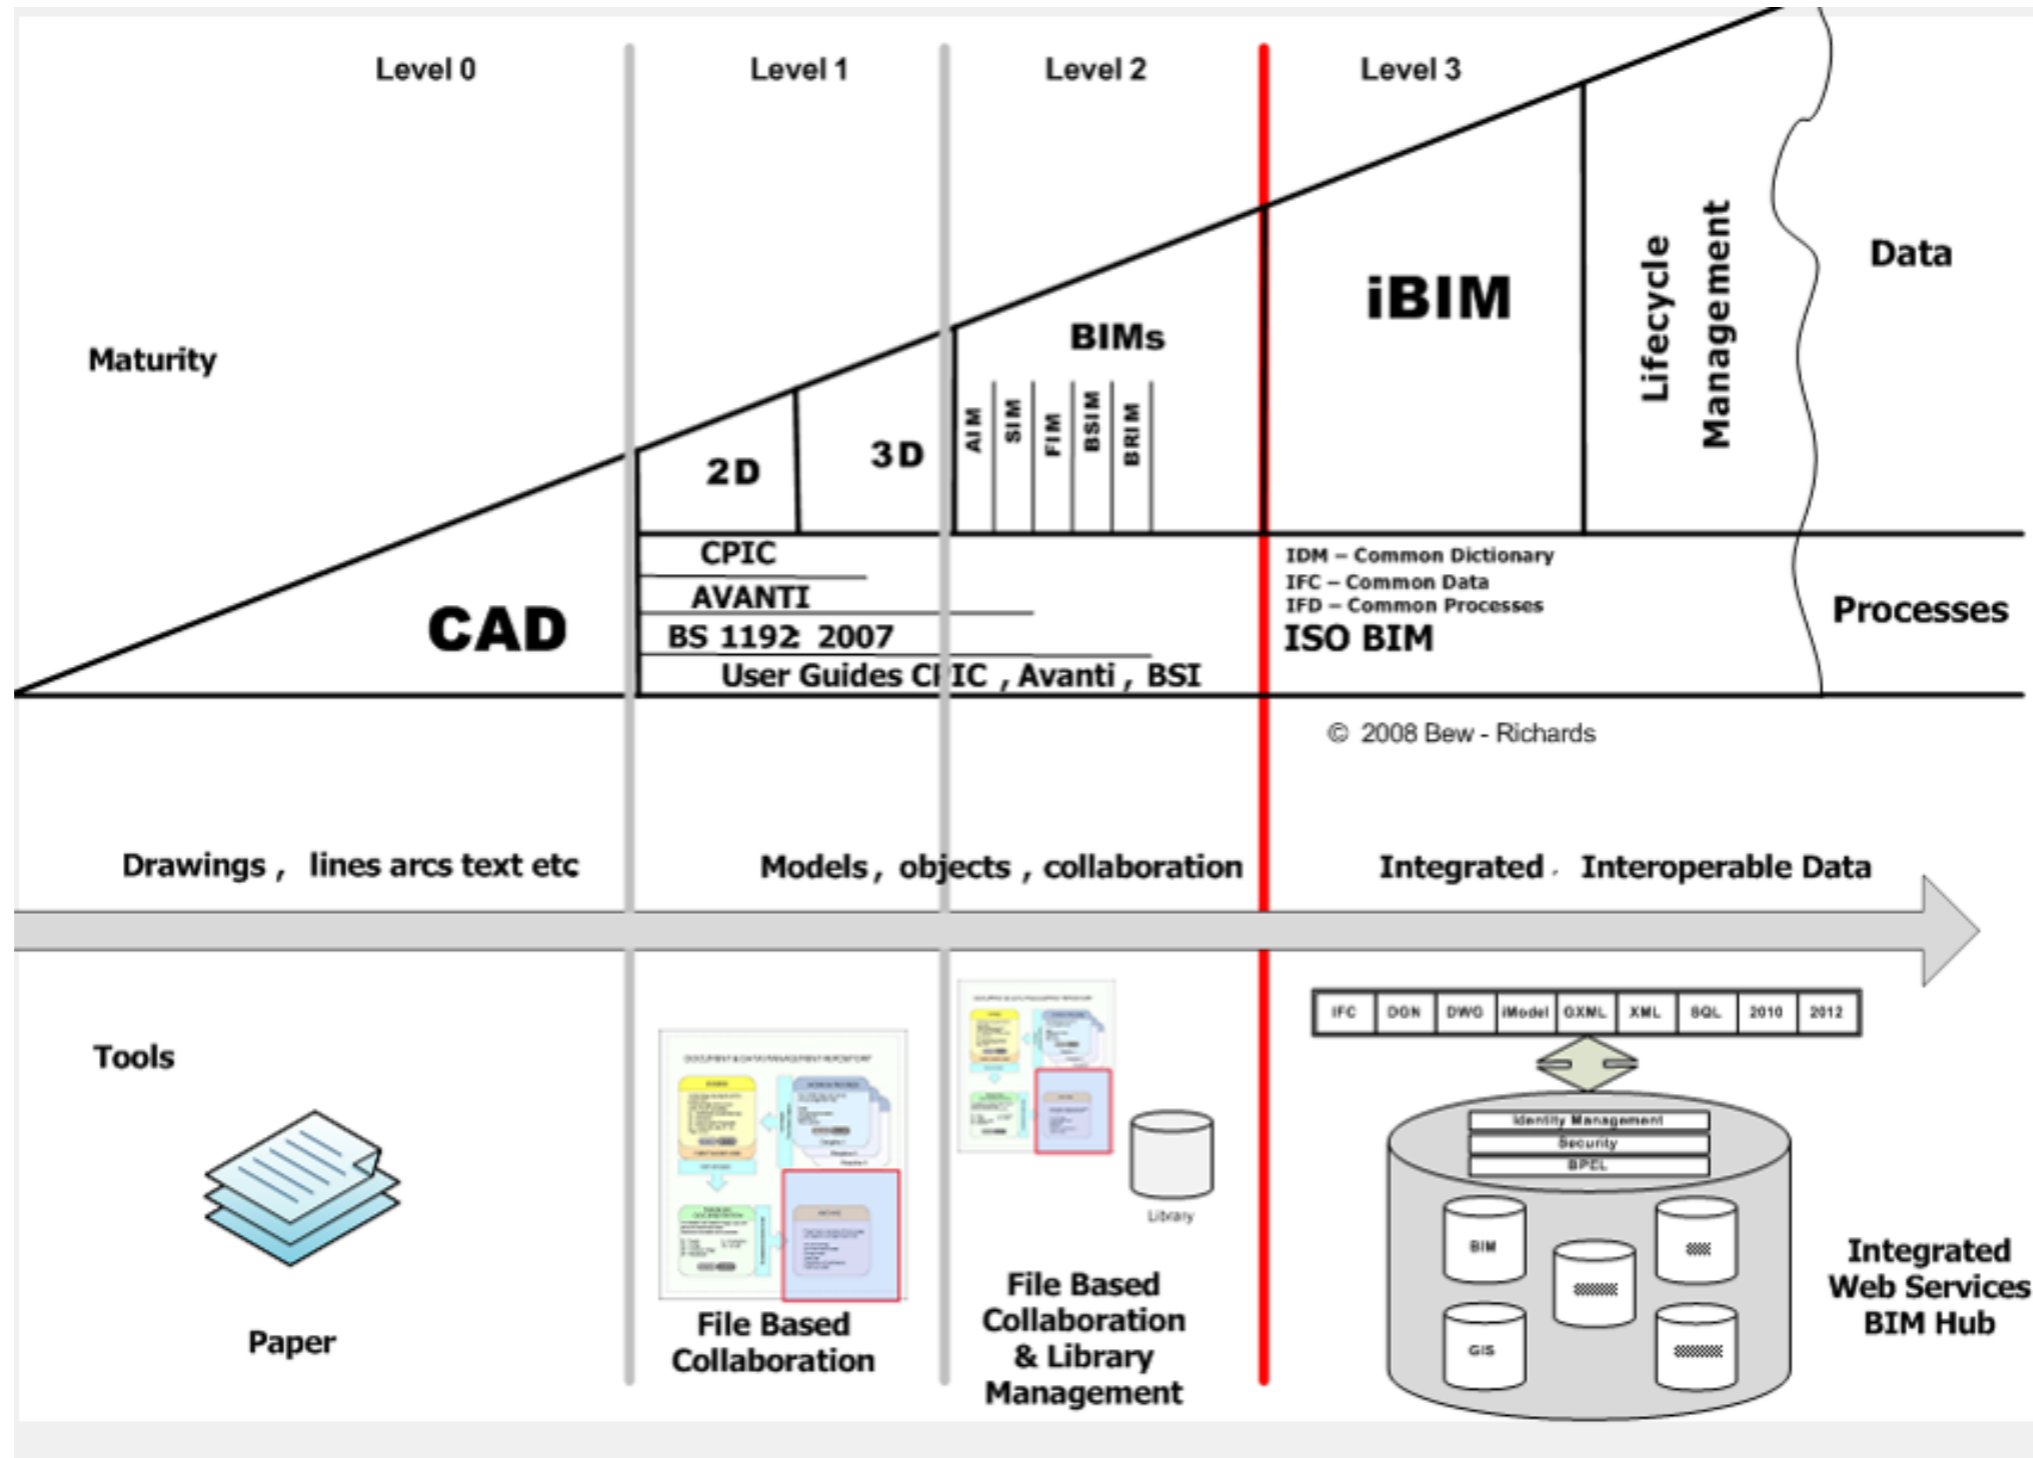 Level 0
Level 1
Level 2
Level 3
Maturity
CAD
2D
3D
BIMs
AIM
SIM
FIM
BSIM
BRIM
iBIM
Lifecycle
Management
Data
CPIC
AVANTI
BS 1192: 2007
User Guides CPIC , Avanti , BSI
IDM – Common Dictionary
IFC – Common Data
IFD – Common Processes
ISO BIM
Processes
© 2008 Bew - Richards
Drawings , lines arcs text etc
Models , objects , collaboration
Integrated , Interoperable Data
Tools
Paper
DOCUMENT & DATA MANAGEMENT REPOSITORY
File Based
Collaboration
Library
File Based
Collaboration
& Library
Management
IFC DGN DWG iModel GXML XML SQL 2010 2012
Identity Management
Security
BPEL
BIM
GIS
Integrated
Web Services
BIM Hub